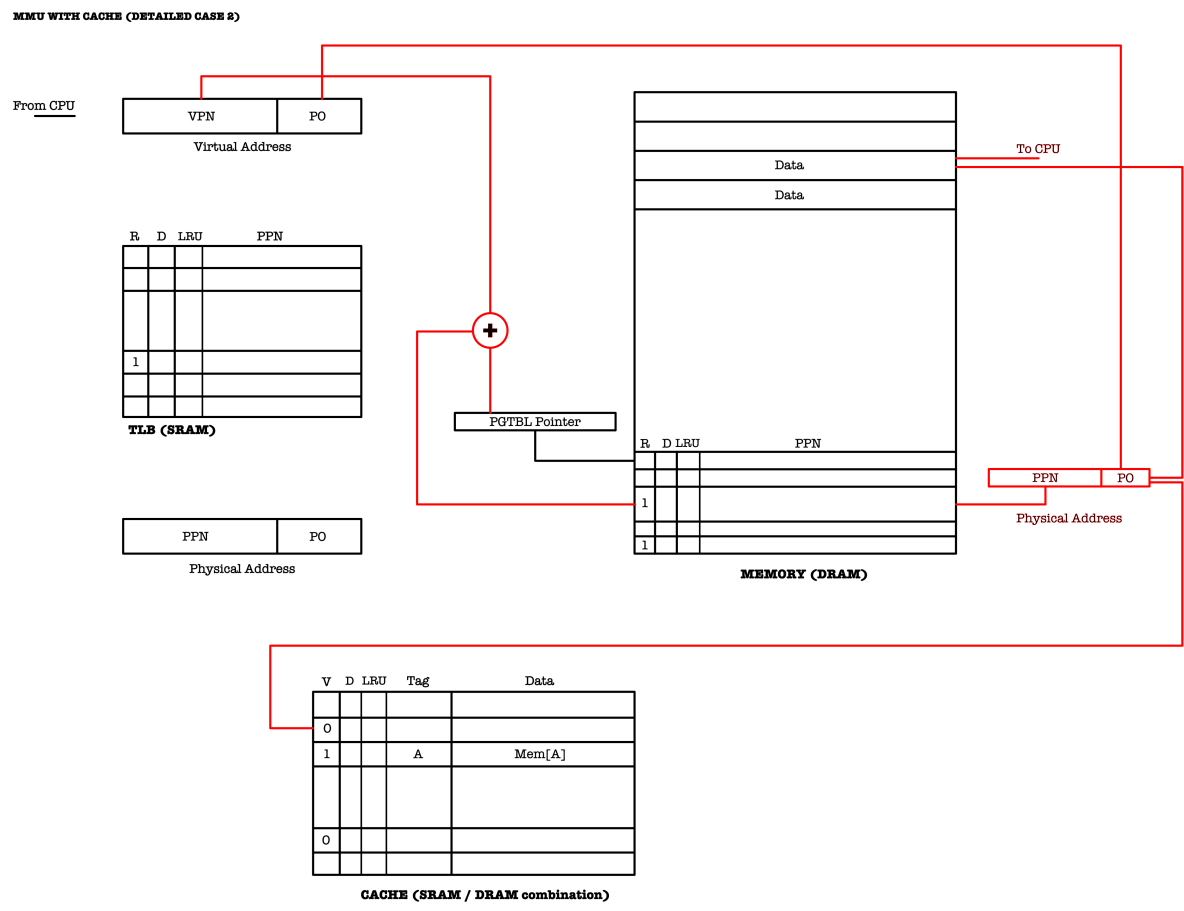 MMU WITH CACHE (DETAILED CASE 2)
From CPU
VPN PO
Virtual Address
Data
To CPU
Data
R D LRU PPN
1
TLB (SRAM)
+
PGTBL Pointer
R D LRU PPN
1
1
MEMORY (DRAM)
PPN PO
Physical Address
PPN PO
Physical Address
V D LRU Tag Data
0
1 A Mem[A]
0
CACHE (SRAM / DRAM combination)